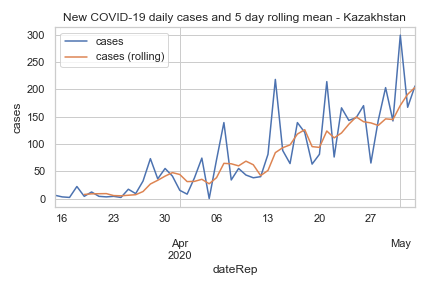 New COVID-19 daily cases and 5 day rolling mean - Kazakhstan
cases
cases (rolling)
cases
300
250
200
150
100
50
0
16 23 30 06 13 20 27
Apr May
2020
dateRep